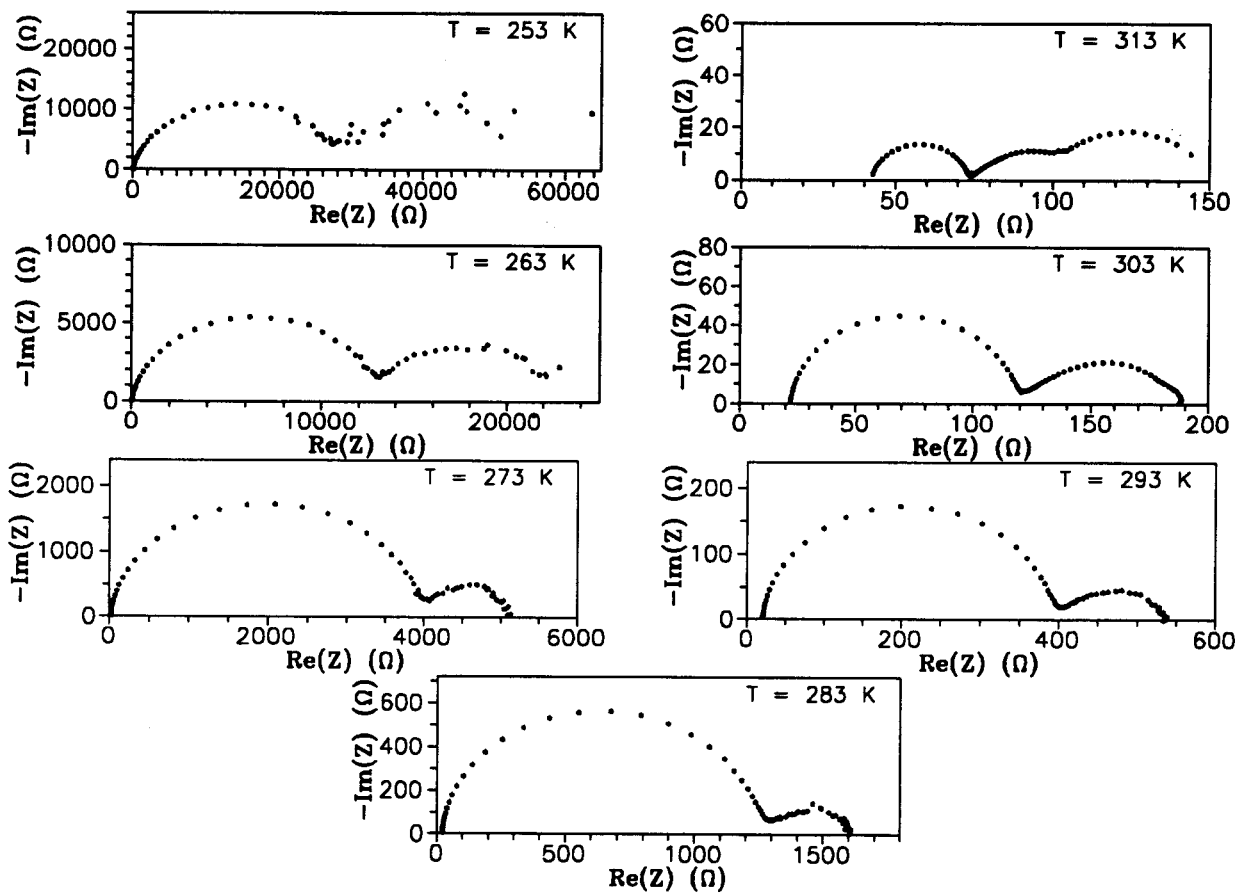 T = 253 K
−Im(Z) (Ω)
20000
10000
0
0 20000 40000 60000
Re(Z) (Ω)
T = 313 K
−Im(Z) (Ω)
60
40
20
0
0 50 100 150
Re(Z) (Ω)
T = 263 K
−Im(Z) (Ω)
10000
5000
0
0 10000 20000
Re(Z) (Ω)
T = 303 K
−Im(Z) (Ω)
80
60
40
20
0
0 50 100 150 200
Re(Z) (Ω)
T = 273 K
−Im(Z) (Ω)
2000
1000
0
0 2000 4000 6000
Re(Z) (Ω)
T = 293 K
−Im(Z) (Ω)
200
100
0
0 200 400 600
Re(Z) (Ω)
T = 283 K
−Im(Z) (Ω)
600
400
200
0
0 500 1000 1500
Re(Z) (Ω)